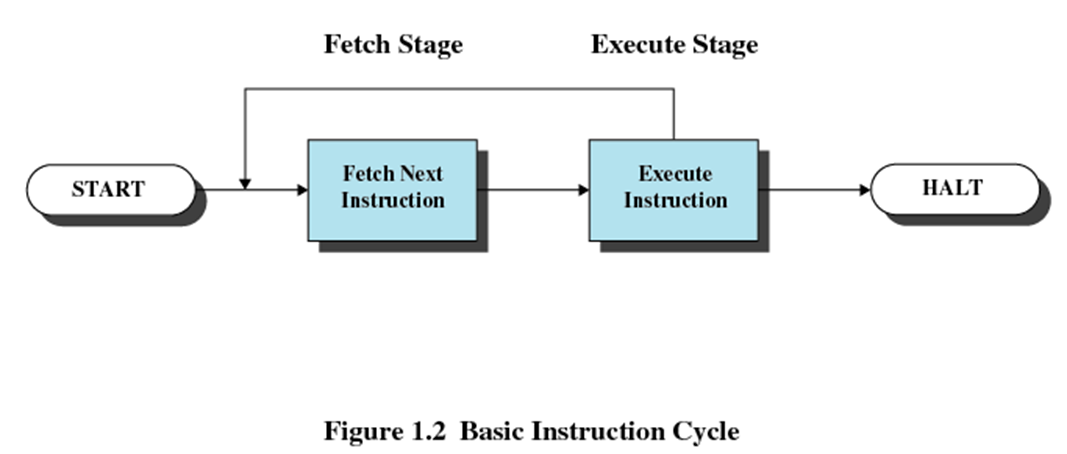 Fetch Stage
Execute Stage
START
Fetch Next
Instruction
Execute
Instruction
HALT
Figure 1.2 Basic Instruction Cycle